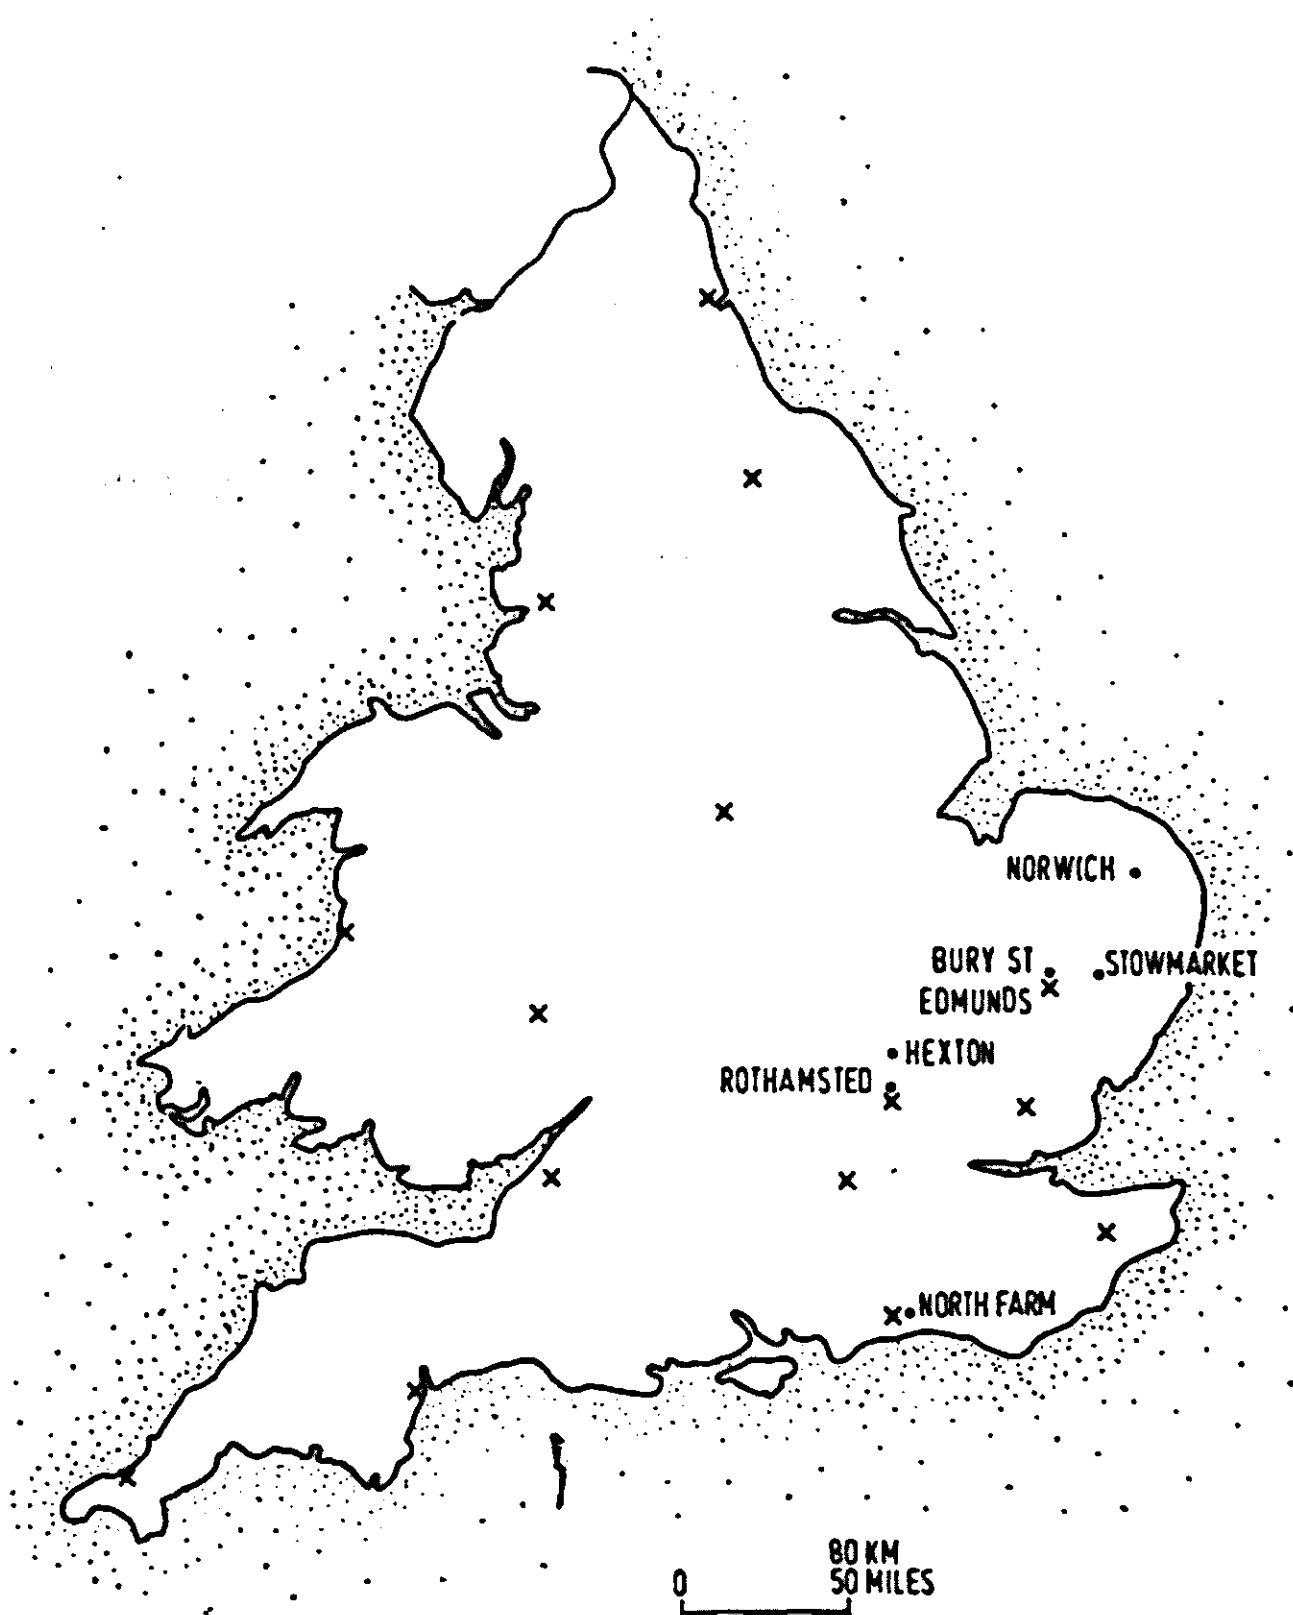 NORWICH
BURY ST
EDMUNDS
STOWMARKET
HEXTON
ROTHAMSTED
NORTH FARM
80 KM
0 50 MILES